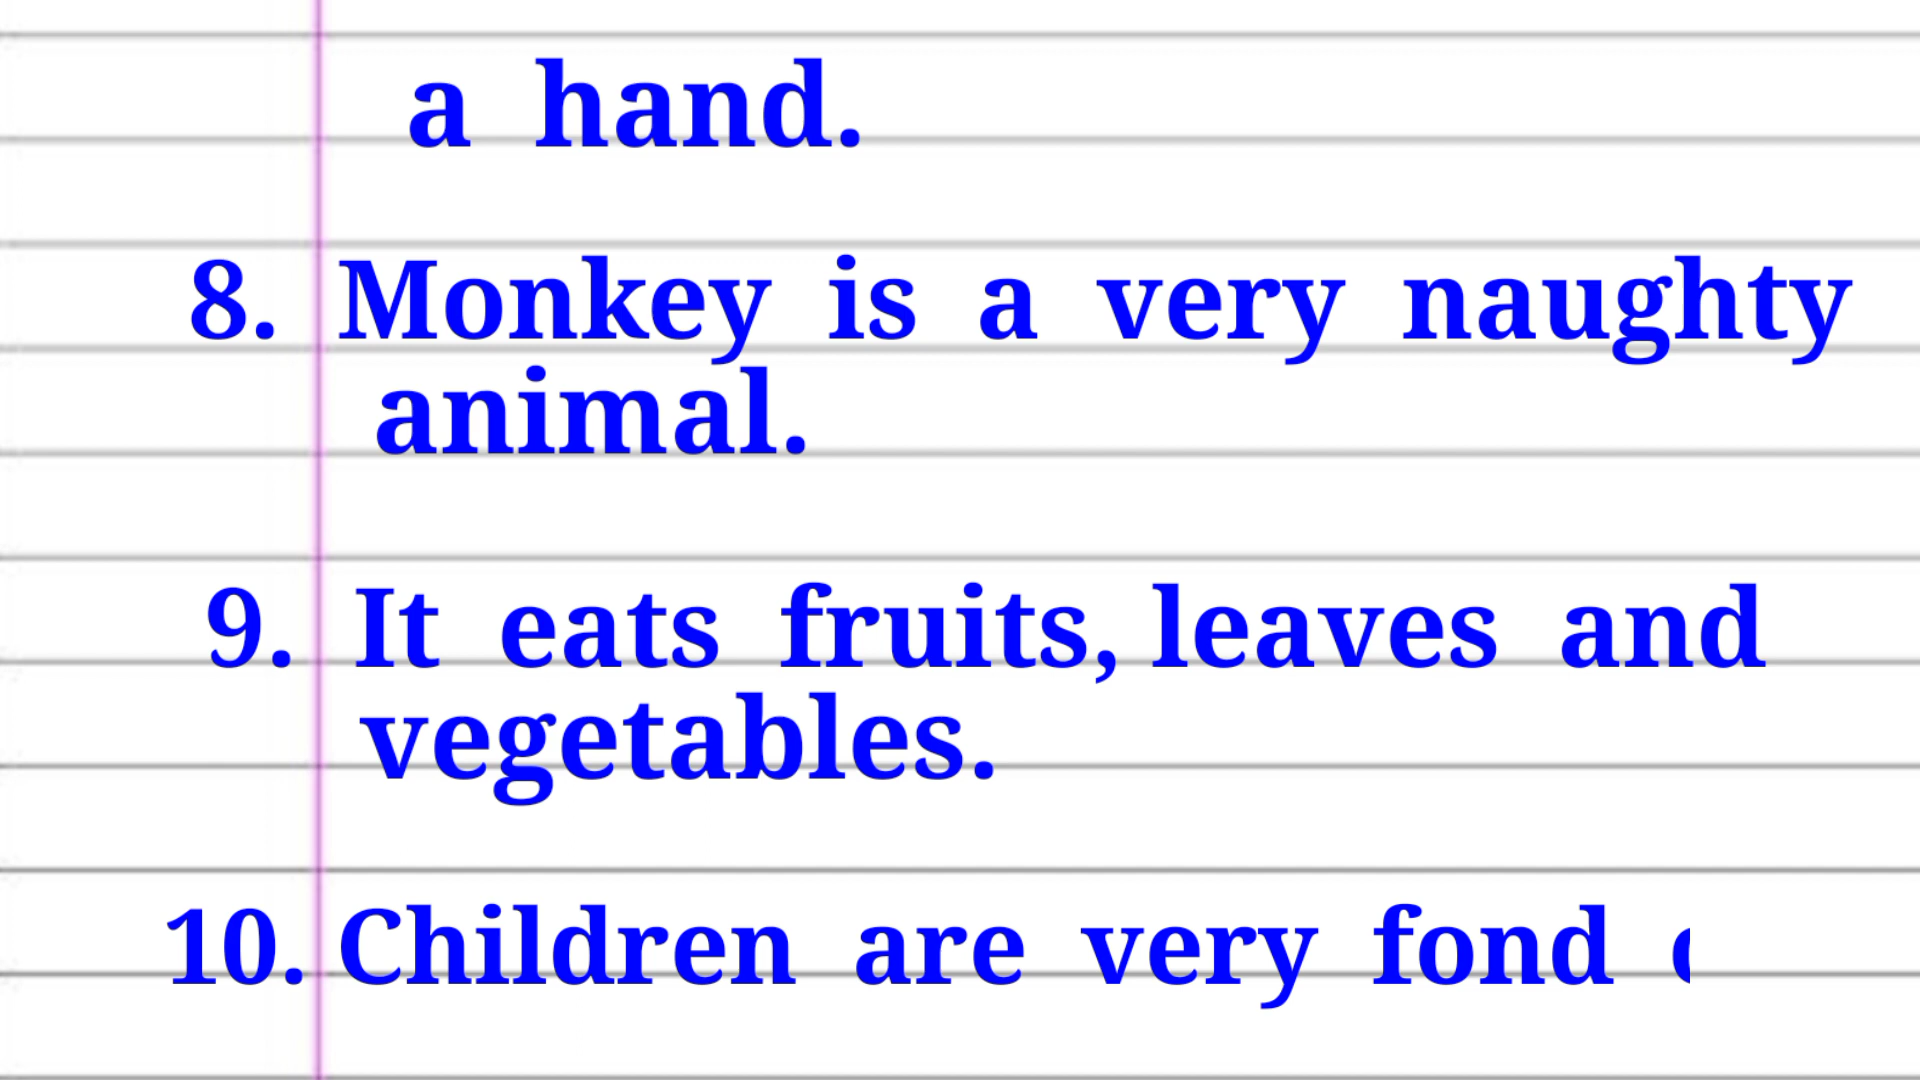 a hand.
8. Monkey is a very naughty
animal.
9. It eats fruits, leaves and
vegetables.
10. Children are very fond